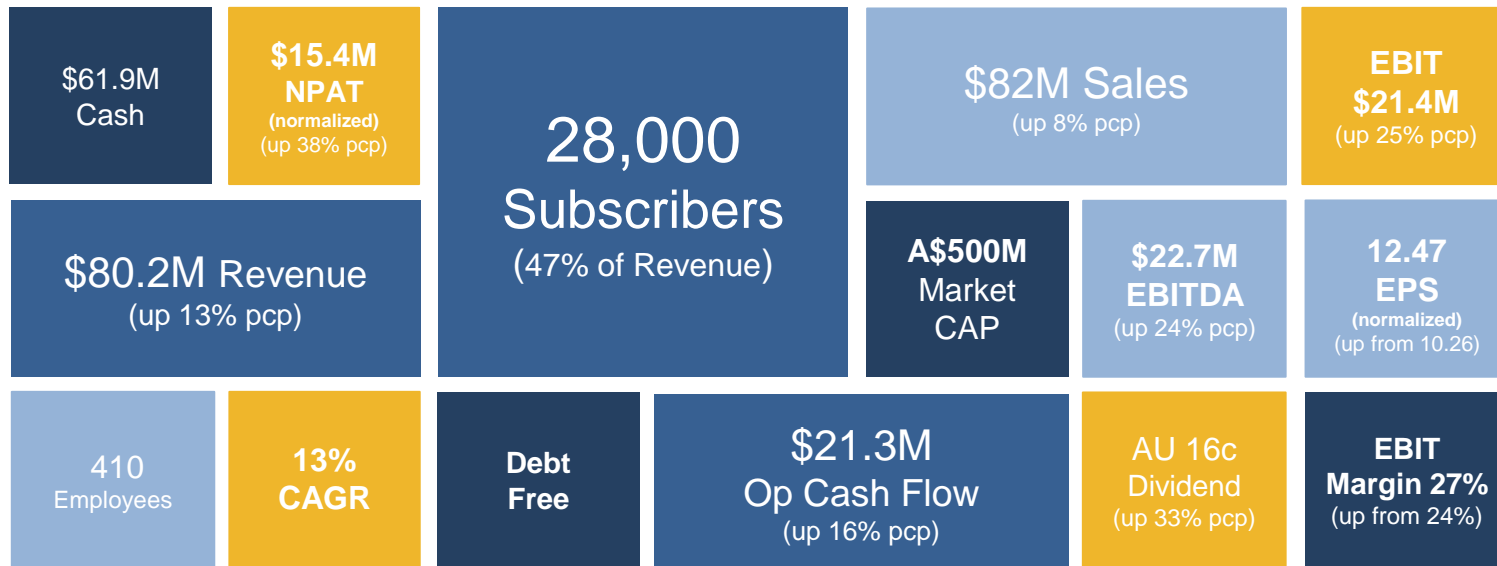 $61.9M
Cash
$15.4M
NPAT
(normalized)
(up 38% pcp)
28,000
Subscribers
(47% of Revenue)
$82M Sales
(up 8% pcp)
EBIT
$21.4M
(up 25% pcp)
$80.2M Revenue
(up 13% pcp)
A$500M
Market
CAP
$22.7M
EBITDA
(up 24% pcp)
12.47
EPS
(normalized)
(up from 10.26)
410
Employees
13%
CAGR
Debt
Free
$21.3M
Op Cash Flow
(up 16% pcp)
AU 16c
Dividend
(up 33% pcp)
EBIT
Margin 27%
(up from 24%)